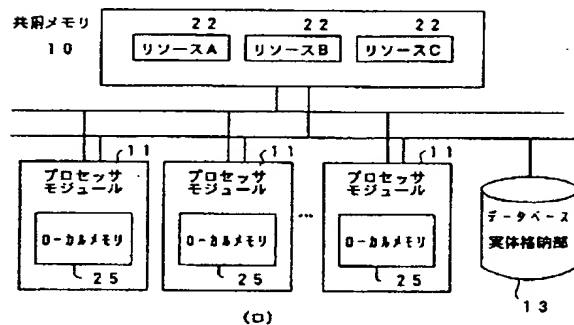 共用メモリ
10
22 22 22
リソースA リソースB リソースC
11 11 11
プロセッサ プロセッサ プロセッサ
モジュール モジュール モジュール
ローカルメモリ ローカルメモリ ローカルメモリ
データベース
実体格納部
25 25 25
13
...
(ロ)